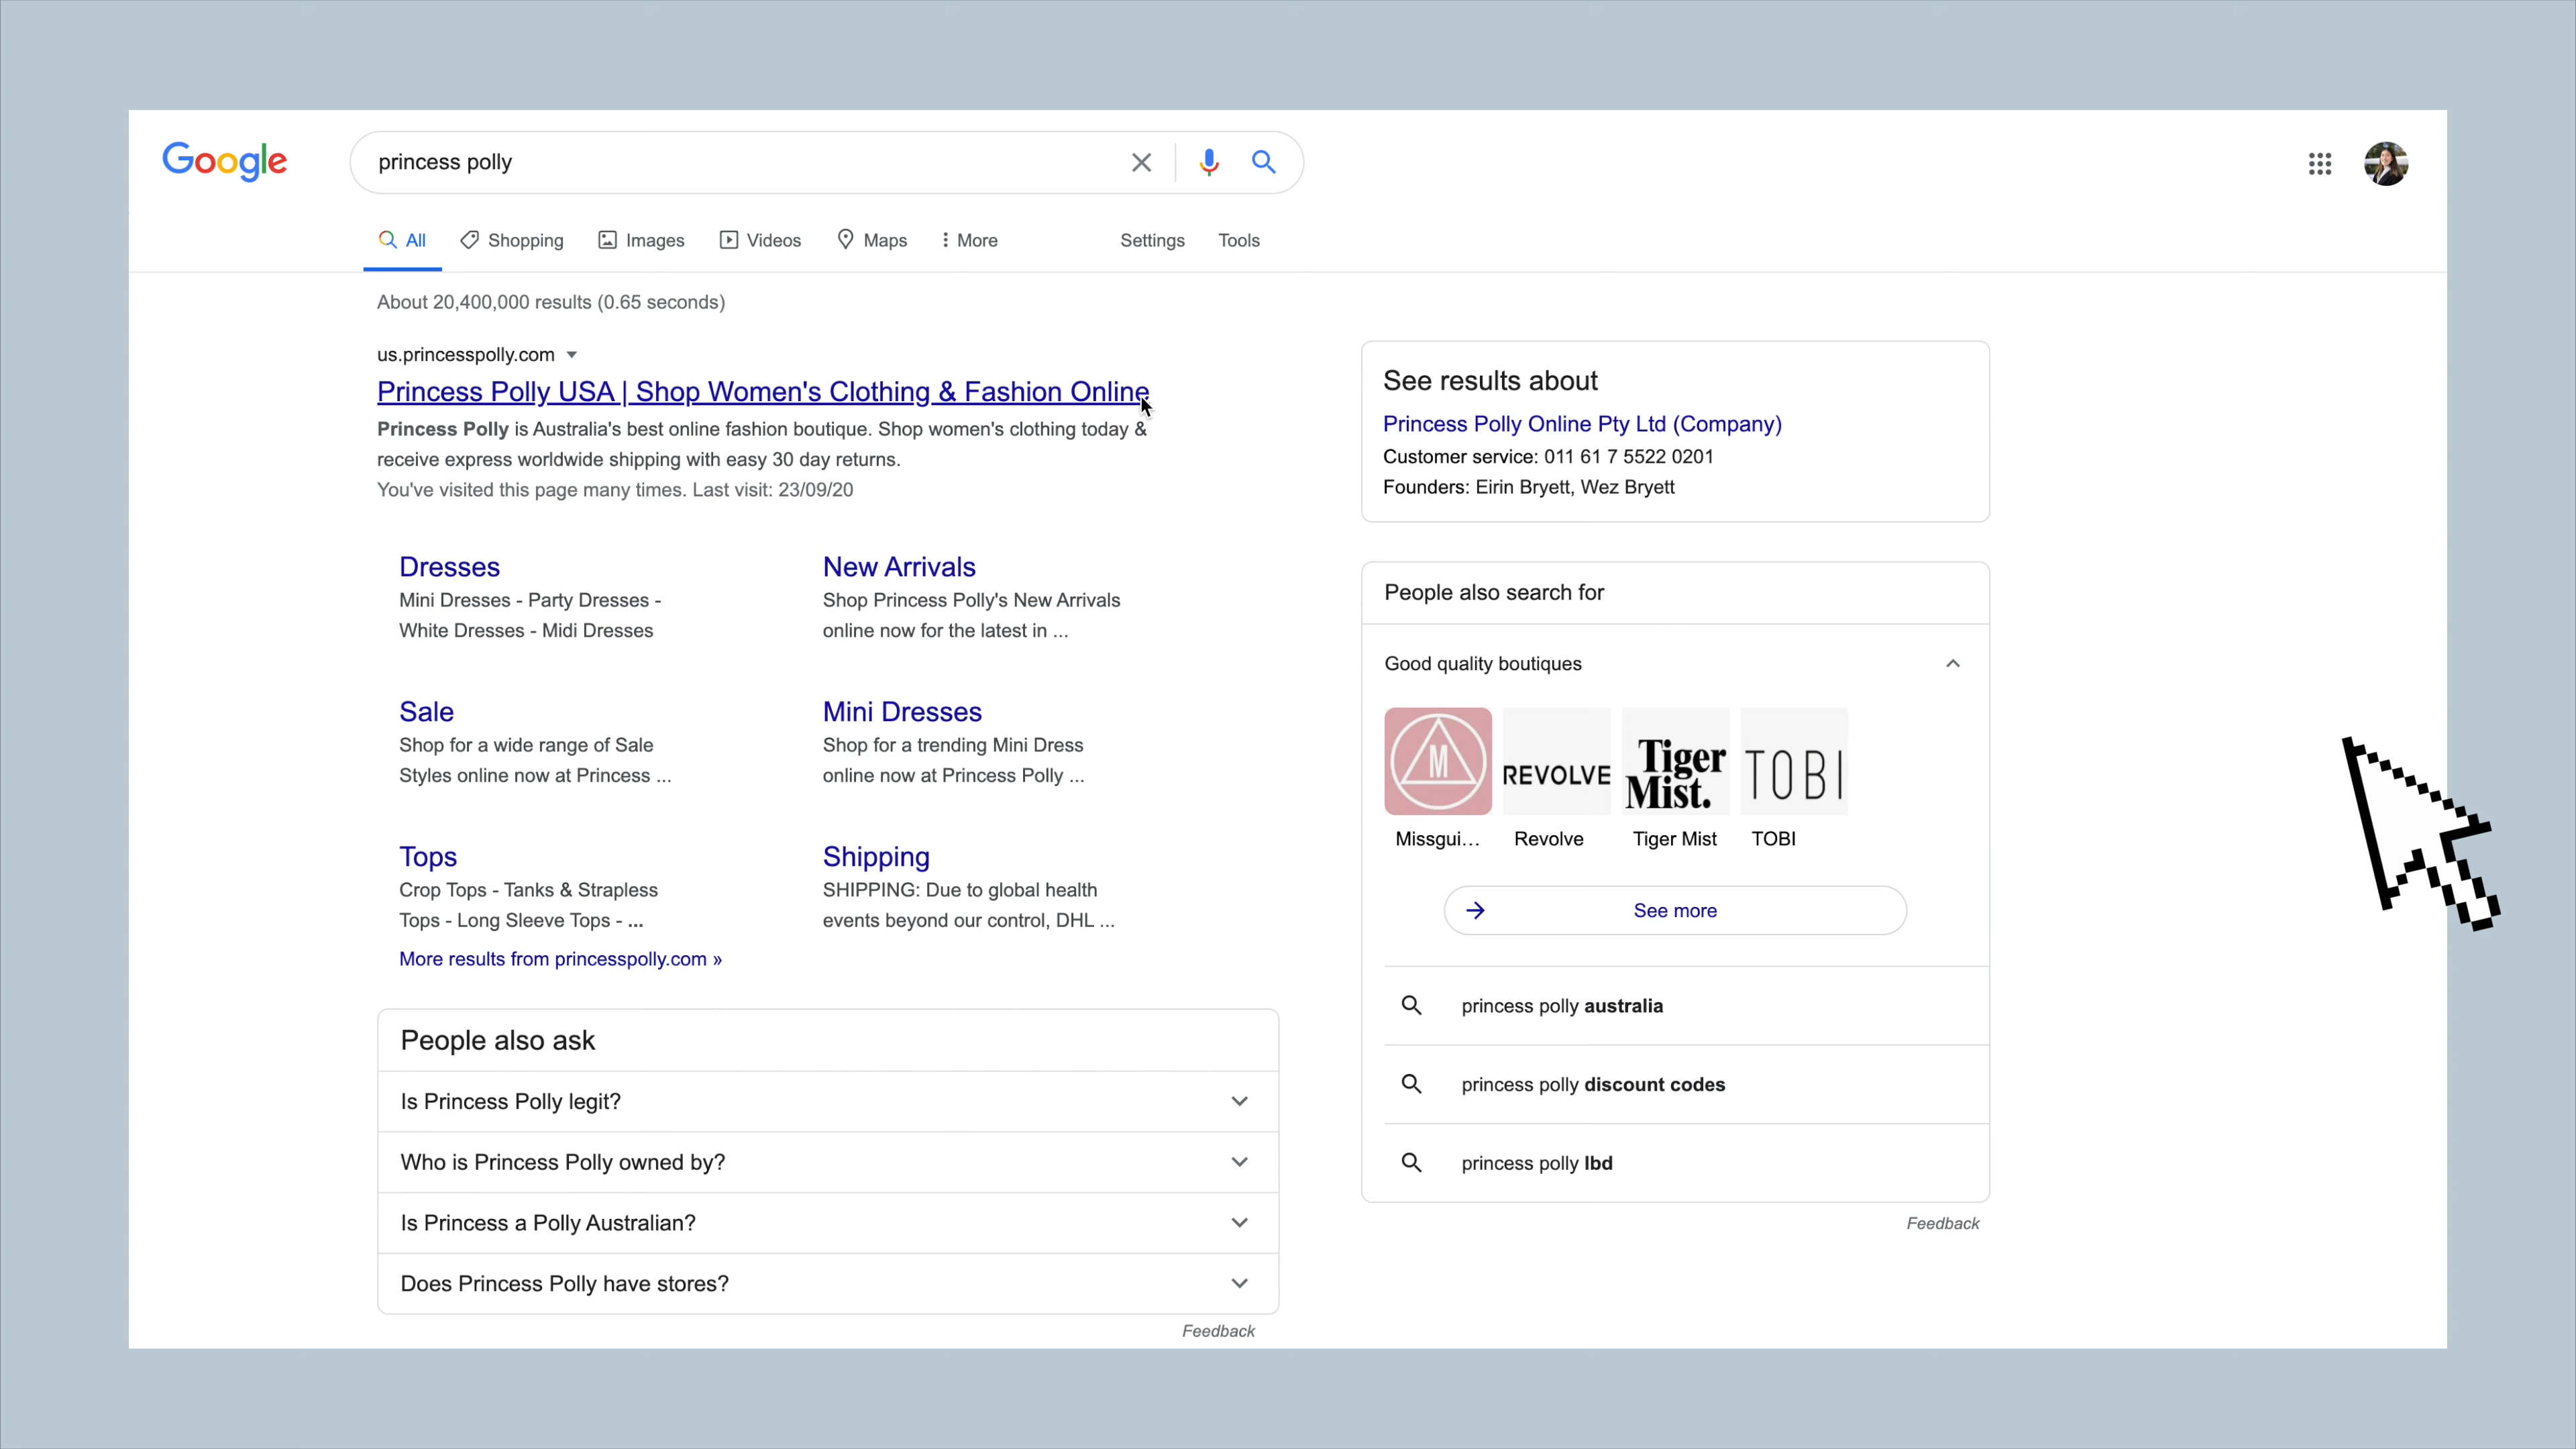 Google
princess polly
All
Shopping
Images
Videos
Maps
More
Settings
Tools
About 20,400,000 results (0.65 seconds)
us.princesspolly.com
Princess Polly USA | Shop Women's Clothing & Fashion Online
Princess Polly is Australia's best online fashion boutique. Shop women's clothing today &
receive express worldwide shipping with easy 30 day returns.
You've visited this page many times. Last visit: 23/09/20
Dresses
Mini Dresses - Party Dresses -
White Dresses - Midi Dresses
New Arrivals
Shop Princess Polly's New Arrivals
online now for the latest in ...
Sale
Shop for a wide range of Sale
Styles online now at Princess ...
Mini Dresses
Shop for a trending Mini Dress
online now at Princess Polly ...
Tops
Crop Tops - Tanks & Strapless
Tops - Long Sleeve Tops - ...
Shipping
SHIPPING: Due to global health
events beyond our control, DHL ...
More results from princesspolly.com »
People also ask
Is Princess Polly legit?
Who is Princess Polly owned by?
Is Princess a Polly Australian?
Does Princess Polly have stores?
Feedback
See results about
Princess Polly Online Pty Ltd (Company)
Customer service: 011 61 7 5522 0201
Founders: Eirin Bryett, Wez Bryett
People also search for
Good quality boutiques
M
REVOLVE
Tiger
Mist.
TOBI
Missgui...
Revolve
Tiger Mist
TOBI
See more
princess polly australia
princess polly discount codes
princess polly lbd
Feedback